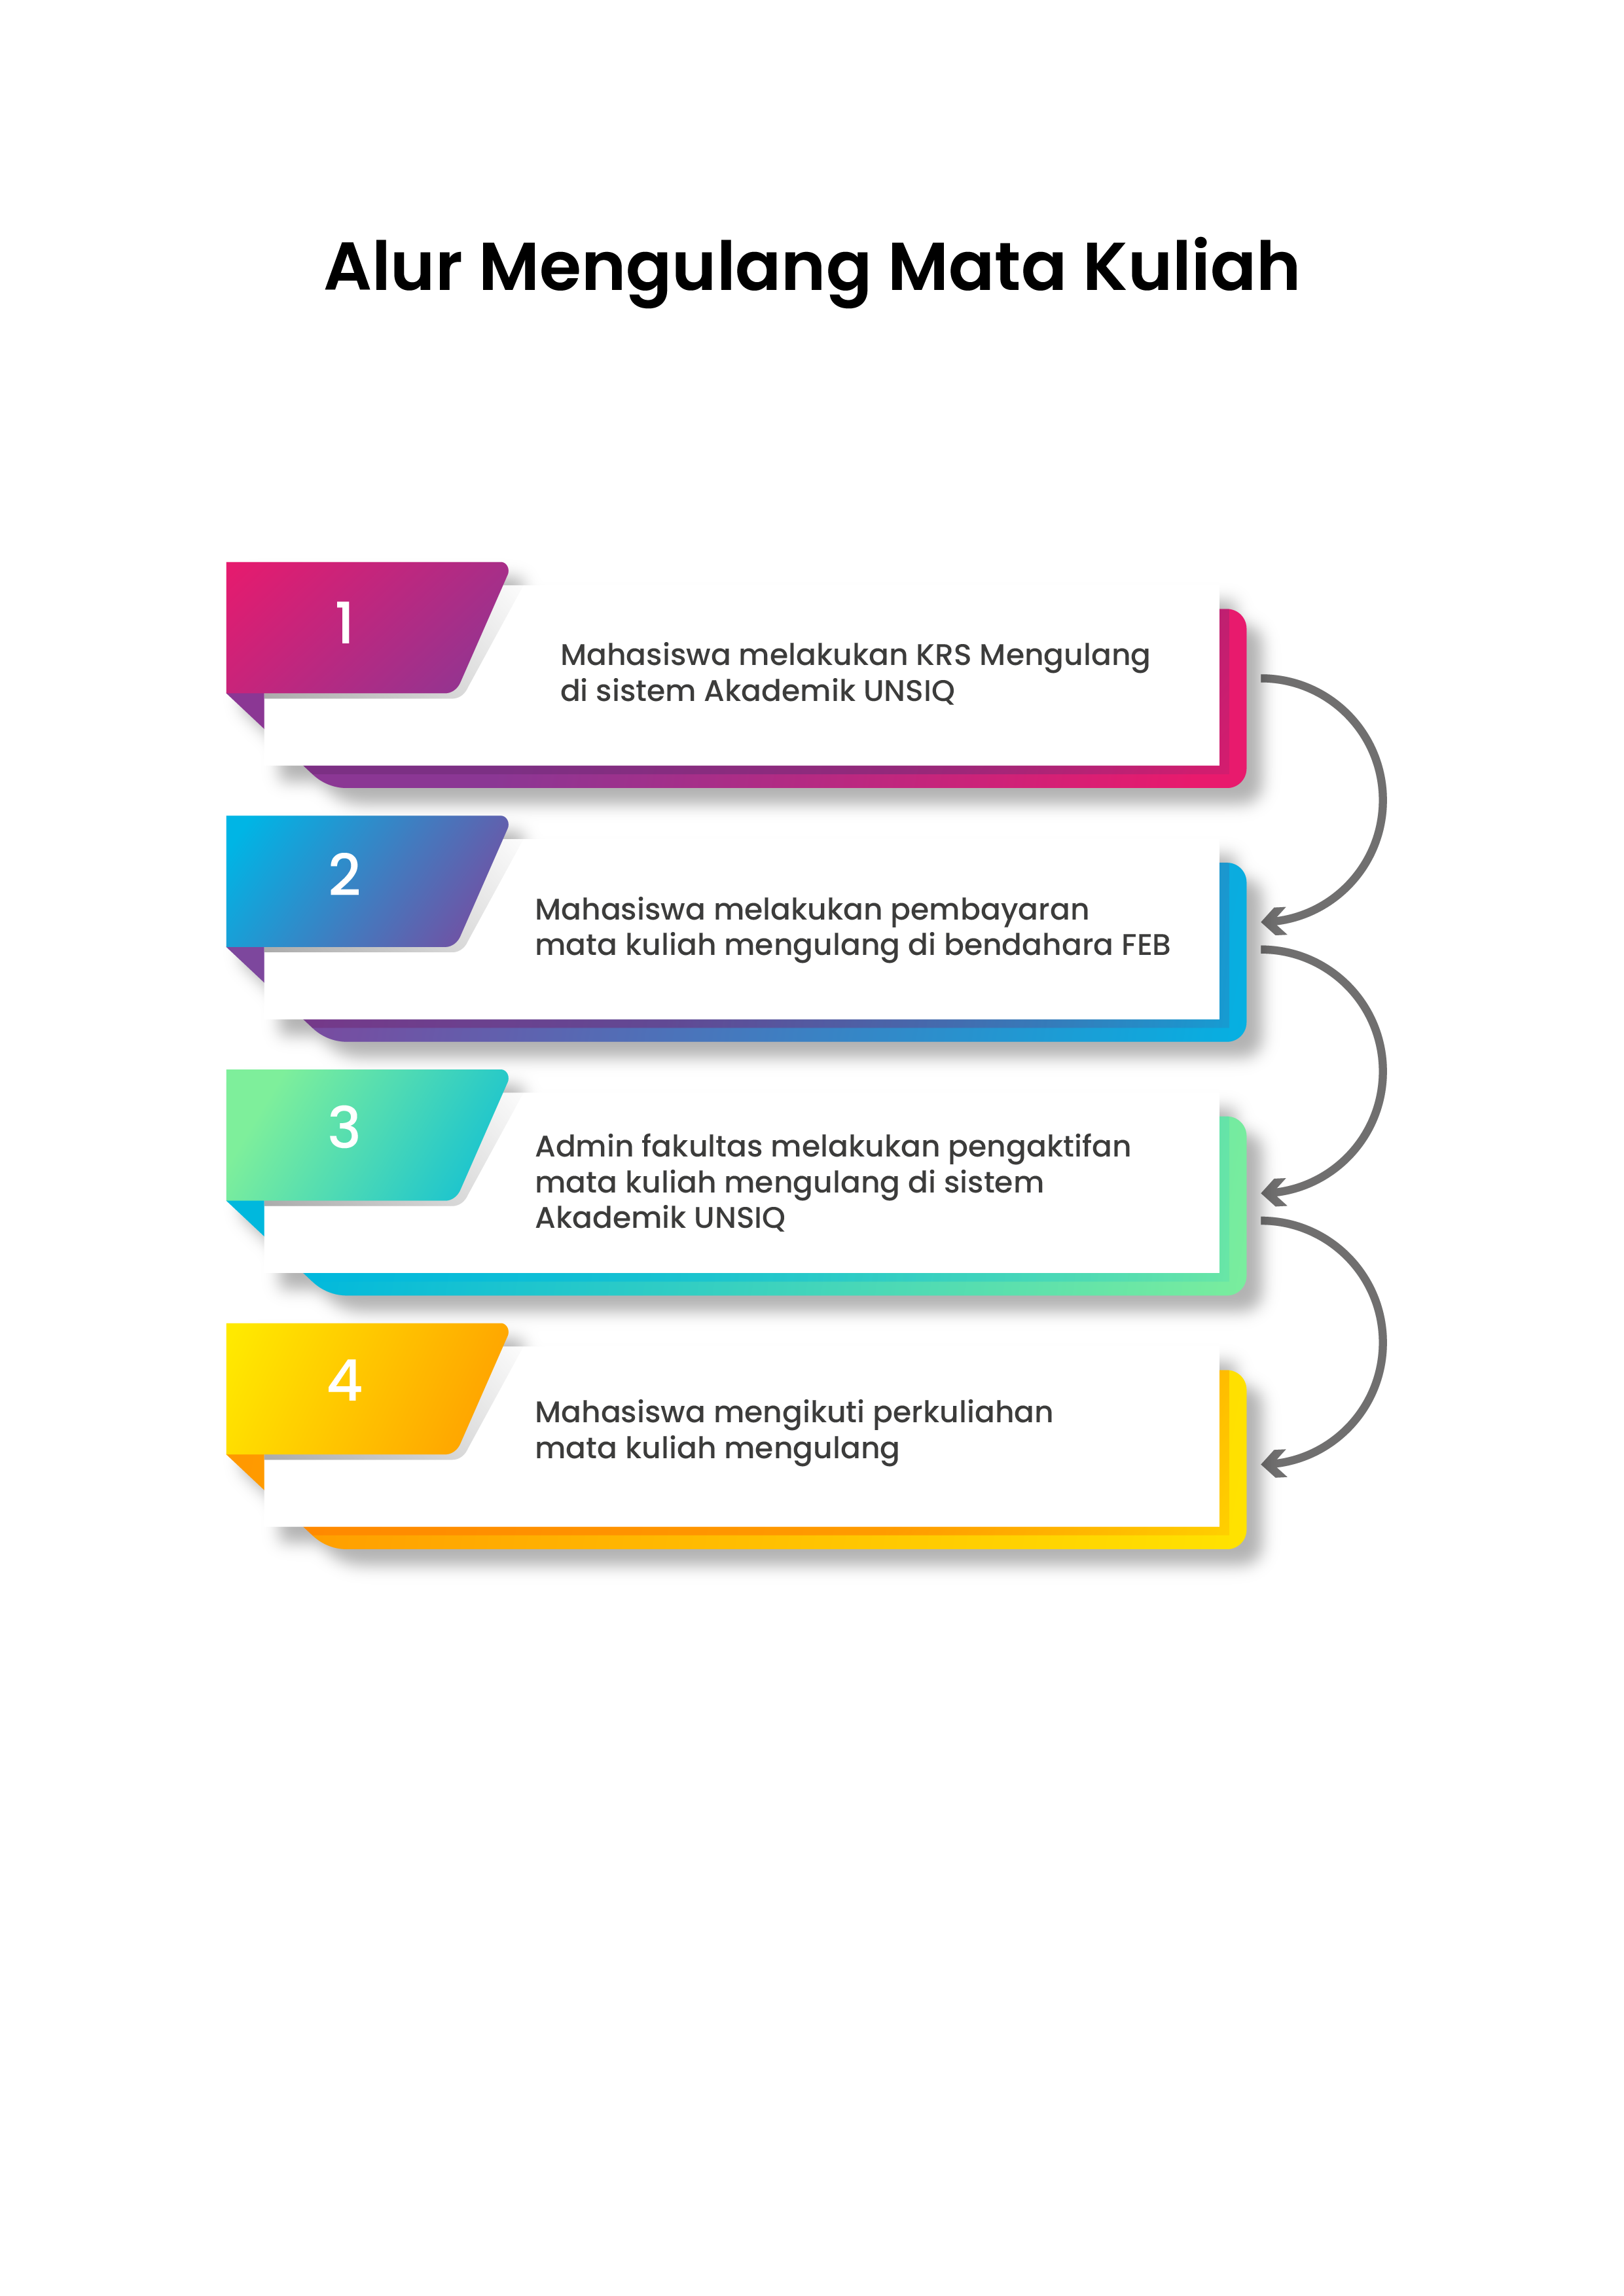 Alur Mengulang Mata Kuliah
1
Mahasiswa melakukan KRS Mengulang
di sistem Akademik UNSIQ
2
Mahasiswa melakukan pembayaran
mata kuliah mengulang di bendahara FEB
3
Admin fakultas melakukan pengaktifan
mata kuliah mengulang di sistem
Akademik UNSIQ
4
Mahasiswa mengikuti perkuliahan
mata kuliah mengulang